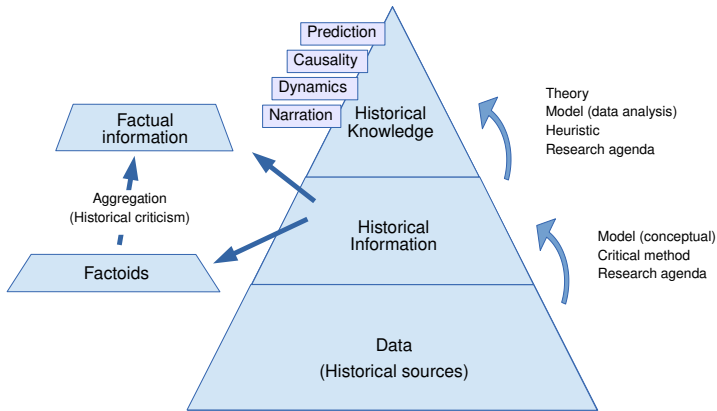 Prediction
Causality
Dynamics
Narration
Historical
Knowledge
Theory
Model (data analysis)
Heuristic
Research agenda
Factual
information
Aggregation
(Historical criticism)
Factoids
Historical
Information
Model (conceptual)
Critical method
Research agenda
Data
(Historical sources)